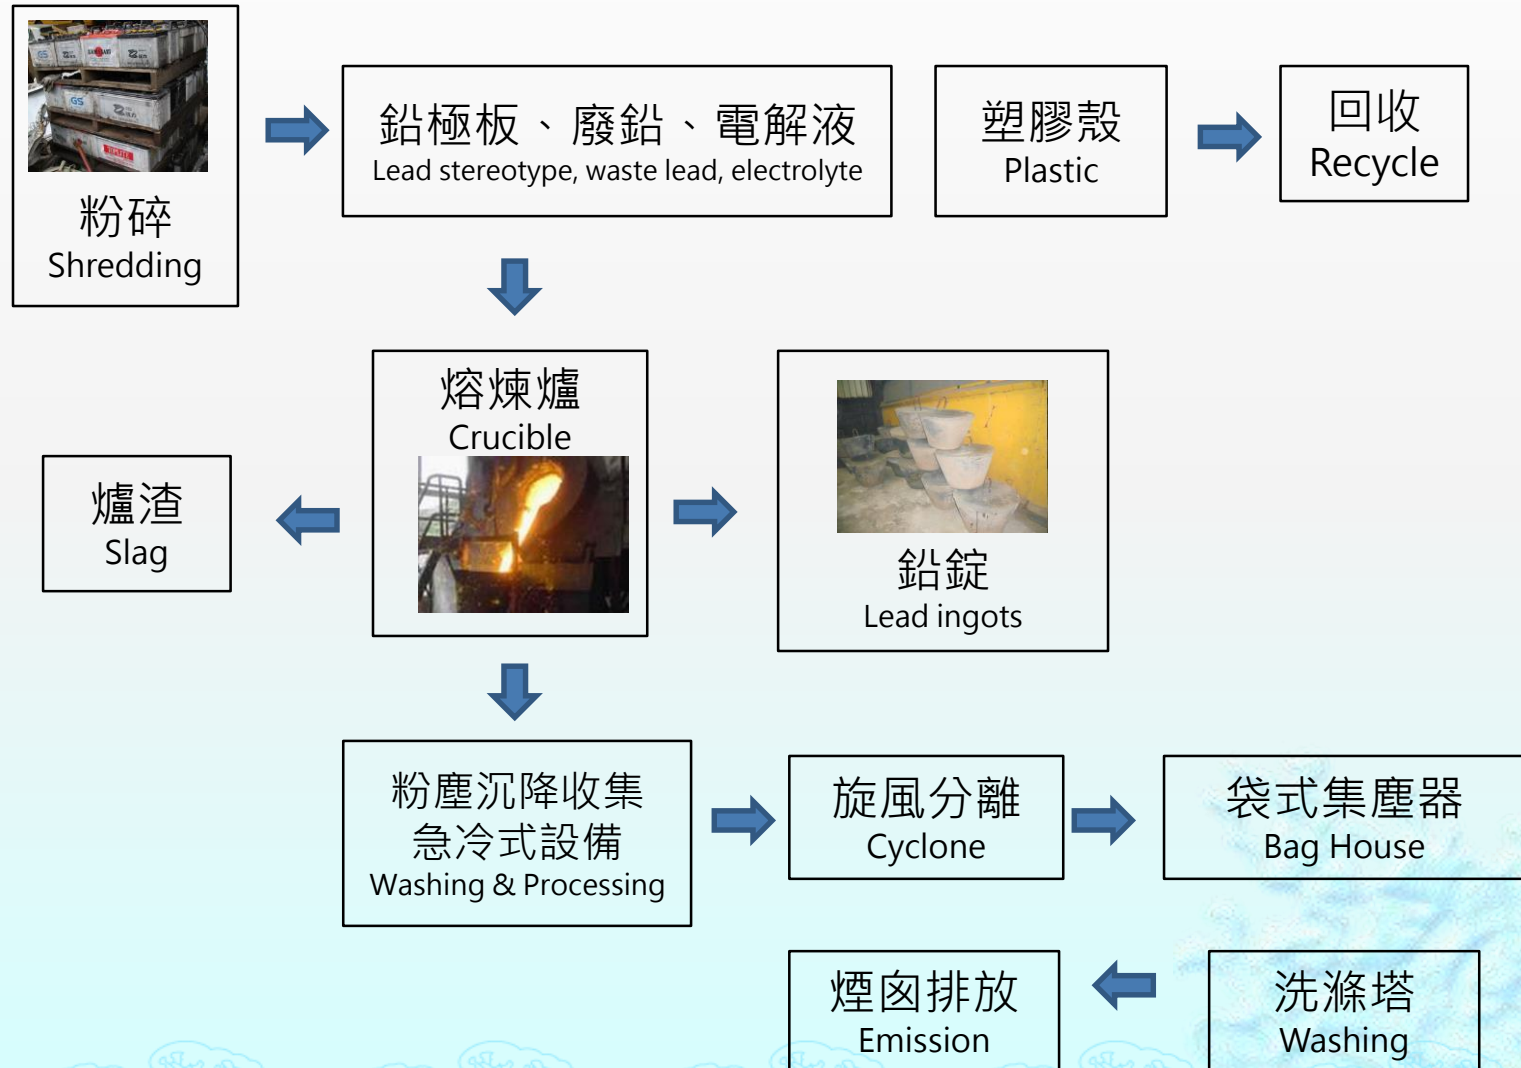 粉碎
Shredding
鉛極板、廢鉛、電解液
Lead stereotype, waste lead, electrolyte
塑膠殼
Plastic
回收
Recycle
熔煉爐
Crucible
爐渣
Slag
鉛錠
Lead ingots
粉塵沉降收集
急冷式設備
Washing & Processing
旋風分離
Cyclone
袋式集塵器
Bag House
煙囪排放
Emission
洗滌塔
Washing